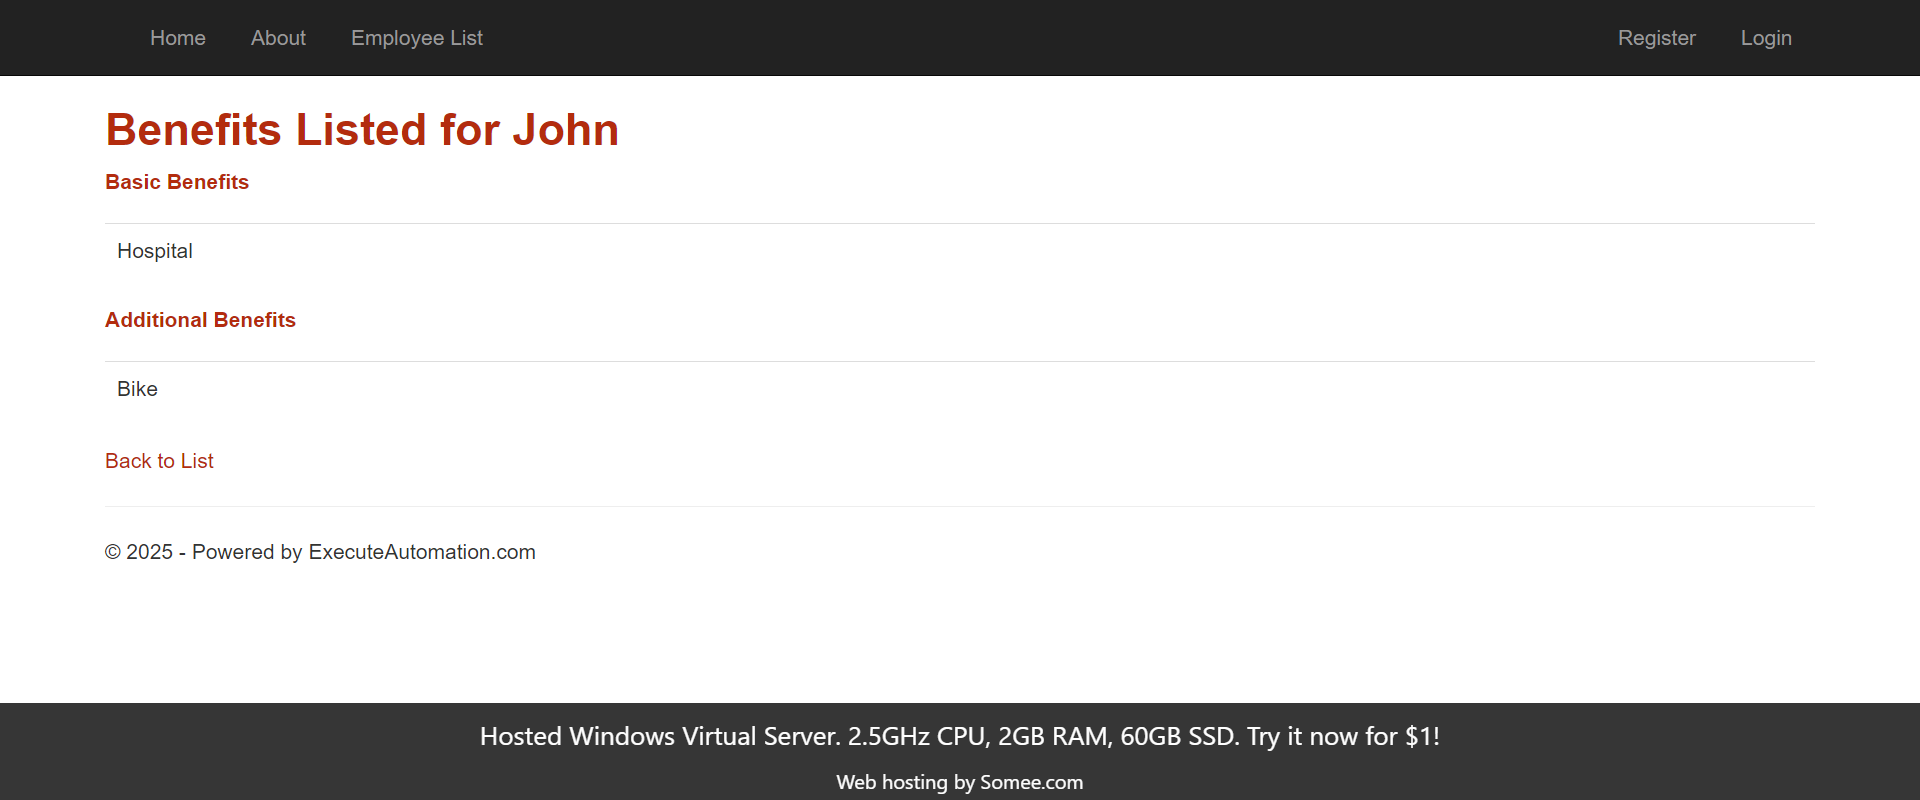 Home About Employee List Register Login
Benefits Listed for John
Basic Benefits
Hospital
Additional Benefits
Bike
Back to List
© 2025 - Powered by ExecuteAutomation.com
Hosted Windows Virtual Server. 2.5GHz CPU, 2GB RAM, 60GB SSD. Try it now for $1!
Web hosting by Somee.com